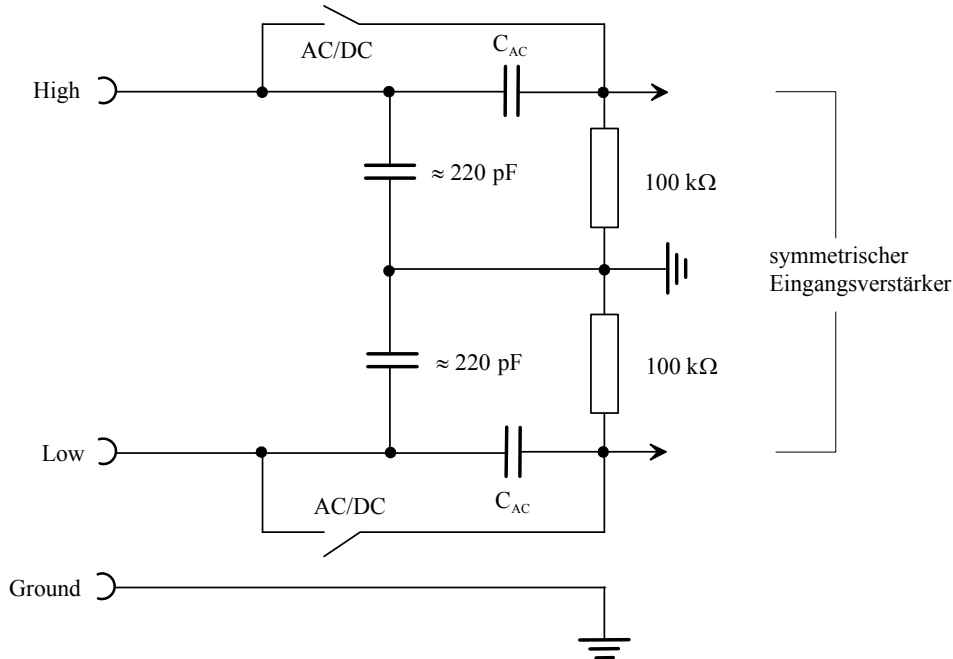 AC/DC
C_AC
High
≈ 220 pF
100 kΩ
symmetrischer
Eingangsverstärker
≈ 220 pF
100 kΩ
Low
C_AC
AC/DC
Ground